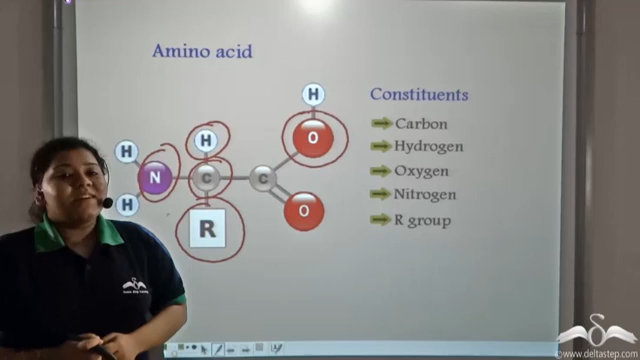 Amino acid
H
H
O
Constituents
Carbon
Hydrogen
Oxygen
Nitrogen
R group
H
N
C
C
H
R
O
©www.deltastep.com